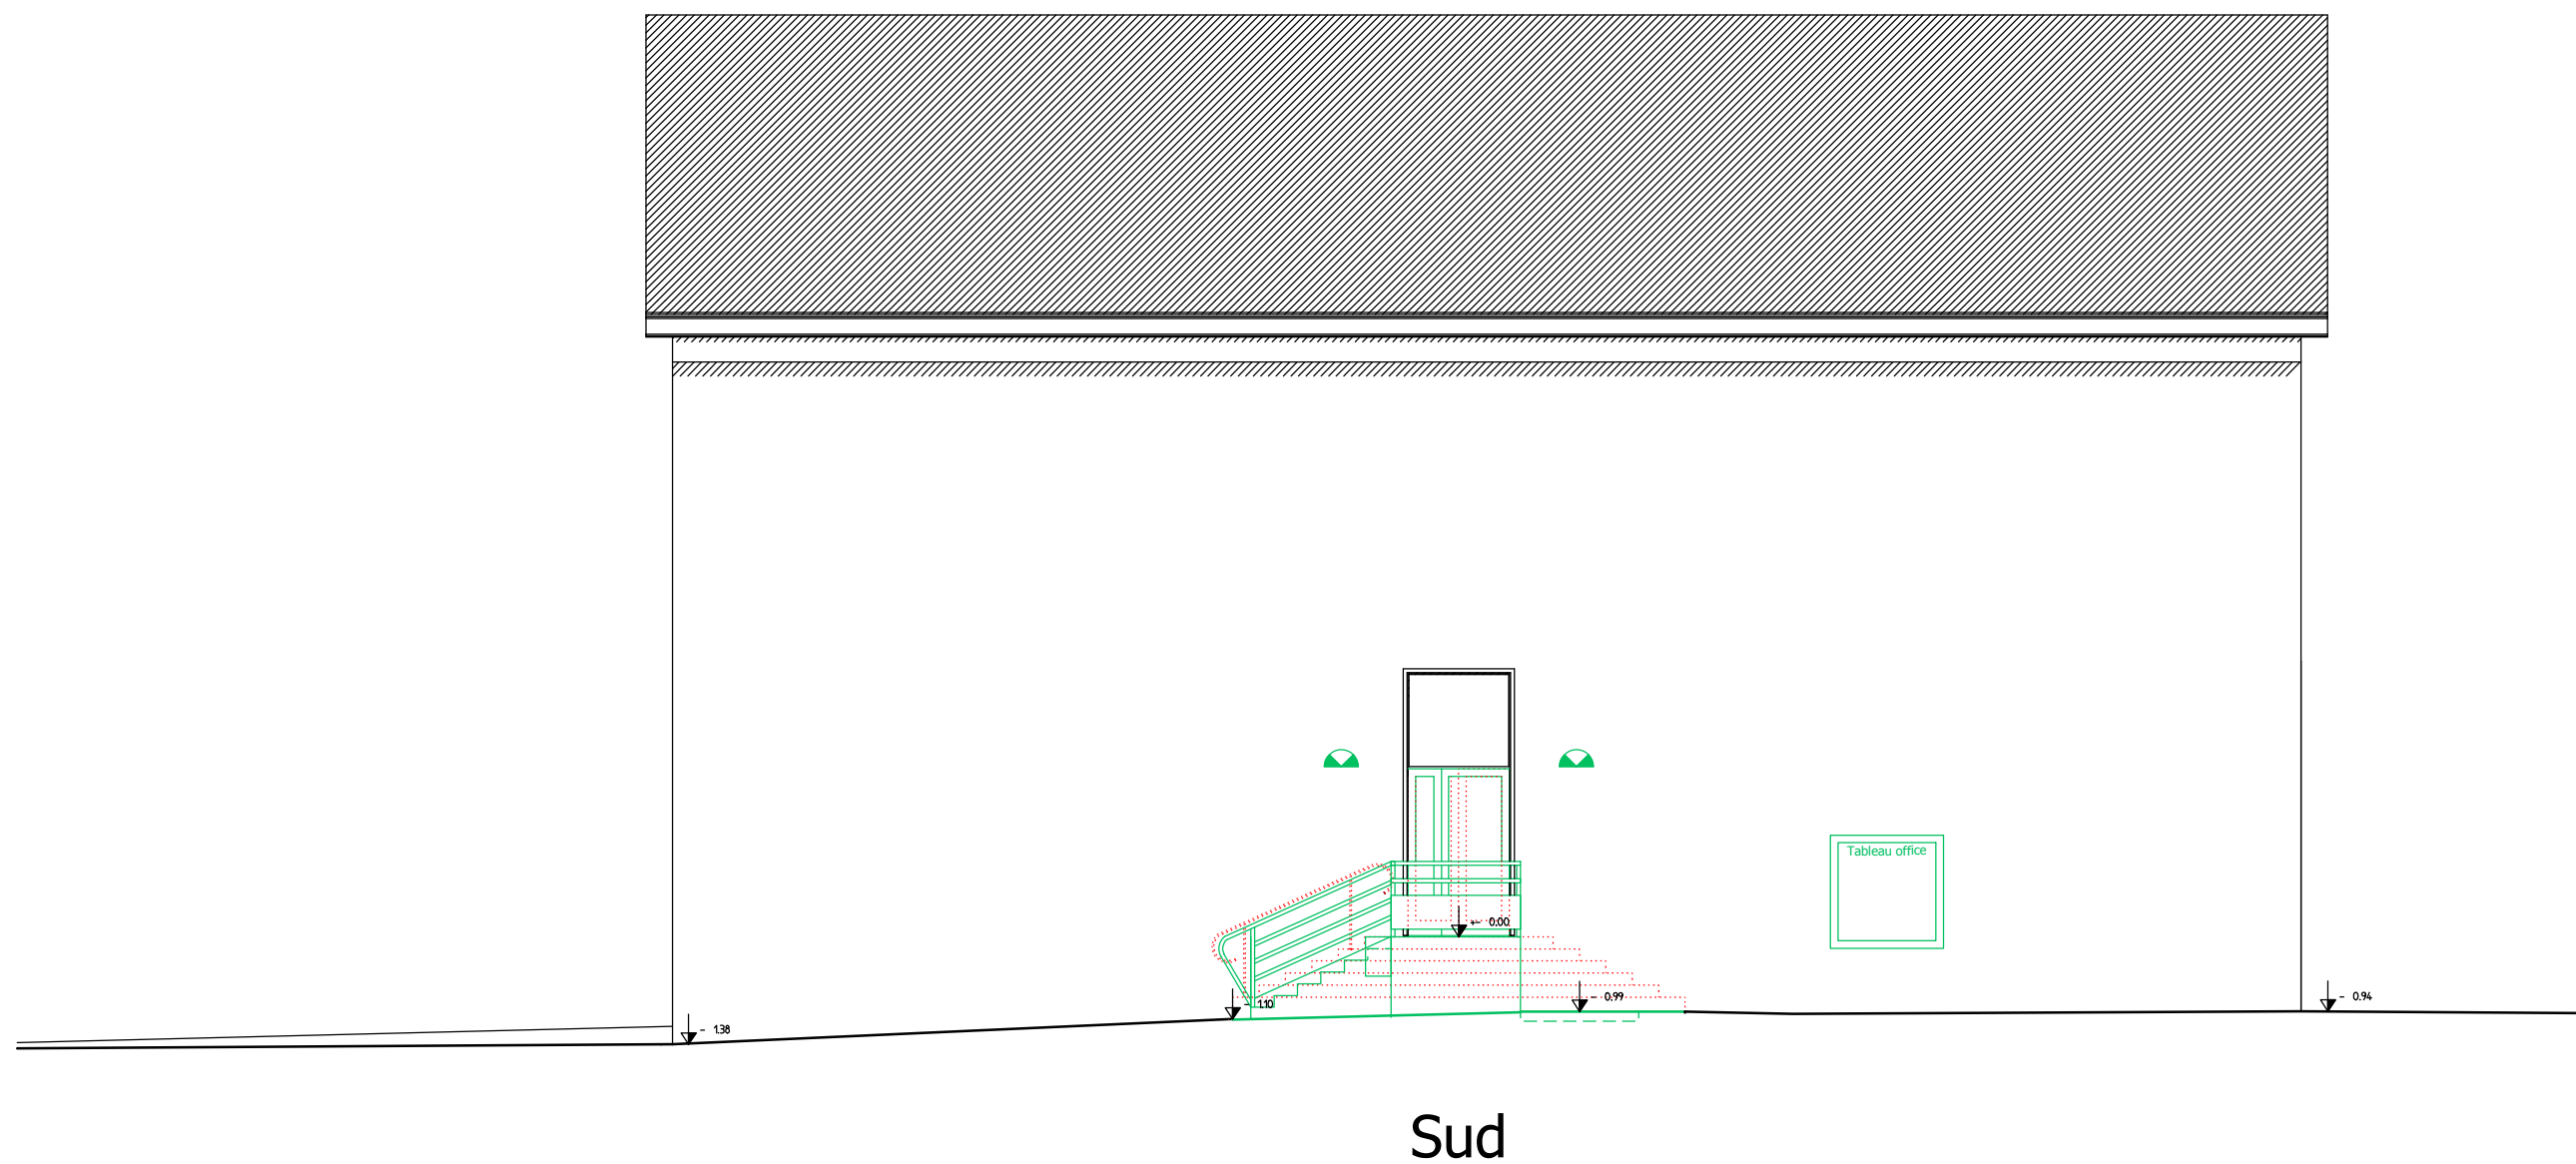 Tableau office
+- 0.00
- 1.10
- 0.99
- 0.94
- 1.38
Sud